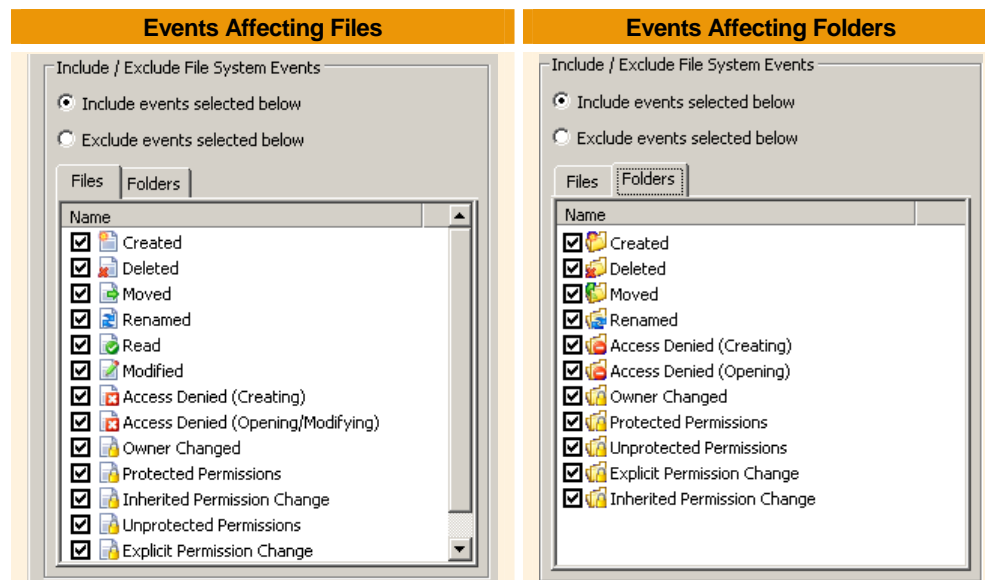 Events Affecting Files
Include / Exclude File System Events
Include events selected below
Exclude events selected below
Files Folders
Name
Created
Deleted
Moved
Renamed
Read
Modified
Access Denied (Creating)
Access Denied (Opening/Modifying)
Owner Changed
Protected Permissions
Inherited Permission Change
Unprotected Permissions
Explicit Permission Change
Events Affecting Folders
Include / Exclude File System Events
Include events selected below
Exclude events selected below
Files Folders
Name
Created
Deleted
Moved
Renamed
Access Denied (Creating)
Access Denied (Opening)
Owner Changed
Protected Permissions
Unprotected Permissions
Explicit Permission Change
Inherited Permission Change